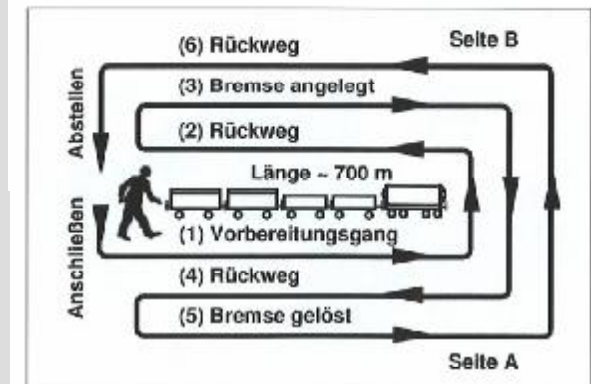 (6) Rückweg
Seite B
(3) Bremse angelegt
(2) Rückweg
Abstellen
Länge ~ 700 m
(1) Vorbereitungsgang
Anschließen
(4) Rückweg
(5) Bremse gelöst
Seite A